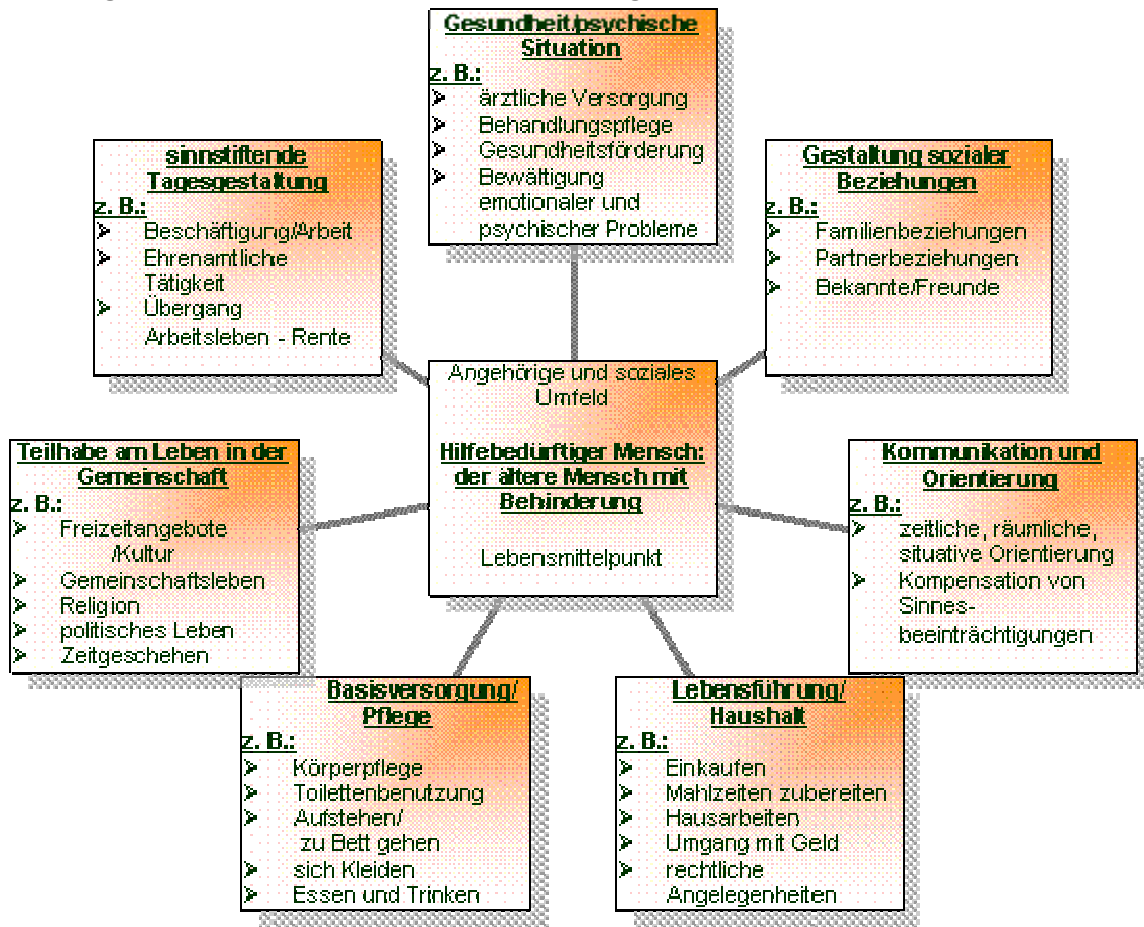 Gesundheit/psychische
Situation
z. B.:
➢ ärztliche Versorgung
➢ Behandlungspflege
➢ Gesundheitsförderung
➢ Bewältigung
emotionaler und
psychischer Probleme
sinnstiftende
Tagesgestaltung
z. B.:
➢ Beschäftigung/Arbeit
➢ Ehrenamtliche
Tätigkeit
➢ Übergang
Arbeitsleben - Rente
Gestaltung sozialer
Beziehungen
z. B.:
➢ Familienbeziehungen
➢ Partnerbeziehungen
➢ Bekannte/Freunde
Angehörige und soziales
Umfeld
Hilfebedürftiger Mensch:
der ältere Mensch mit
Behinderung
Lebensmittelpunkt
Teilhabe am Leben in der
Gemeinschaft
z. B.:
➢ Freizeitangebote
/Kultur
➢ Gemeinschaftsleben
➢ Religion
➢ politisches Leben
➢ Zeitgeschehen
Kommunikation und
Orientierung
z. B.:
➢ zeitliche, räumliche,
situative Orientierung
➢ Kompensation von
Sinnes-
beeinträchtigungen
Basisversorgung/
Pflege
z. B.:
➢ Körperpflege
➢ Toilettenbenutzung
➢ Aufstehen/
zu Bett gehen
➢ sich Kleiden
➢ Essen und Trinken
Lebensführung/
Haushalt
z. B.:
➢ Einkaufen
➢ Mahlzeiten zubereiten
➢ Hausarbeiten
➢ Umgang mit Geld
➢ rechtliche
Angelegenheiten